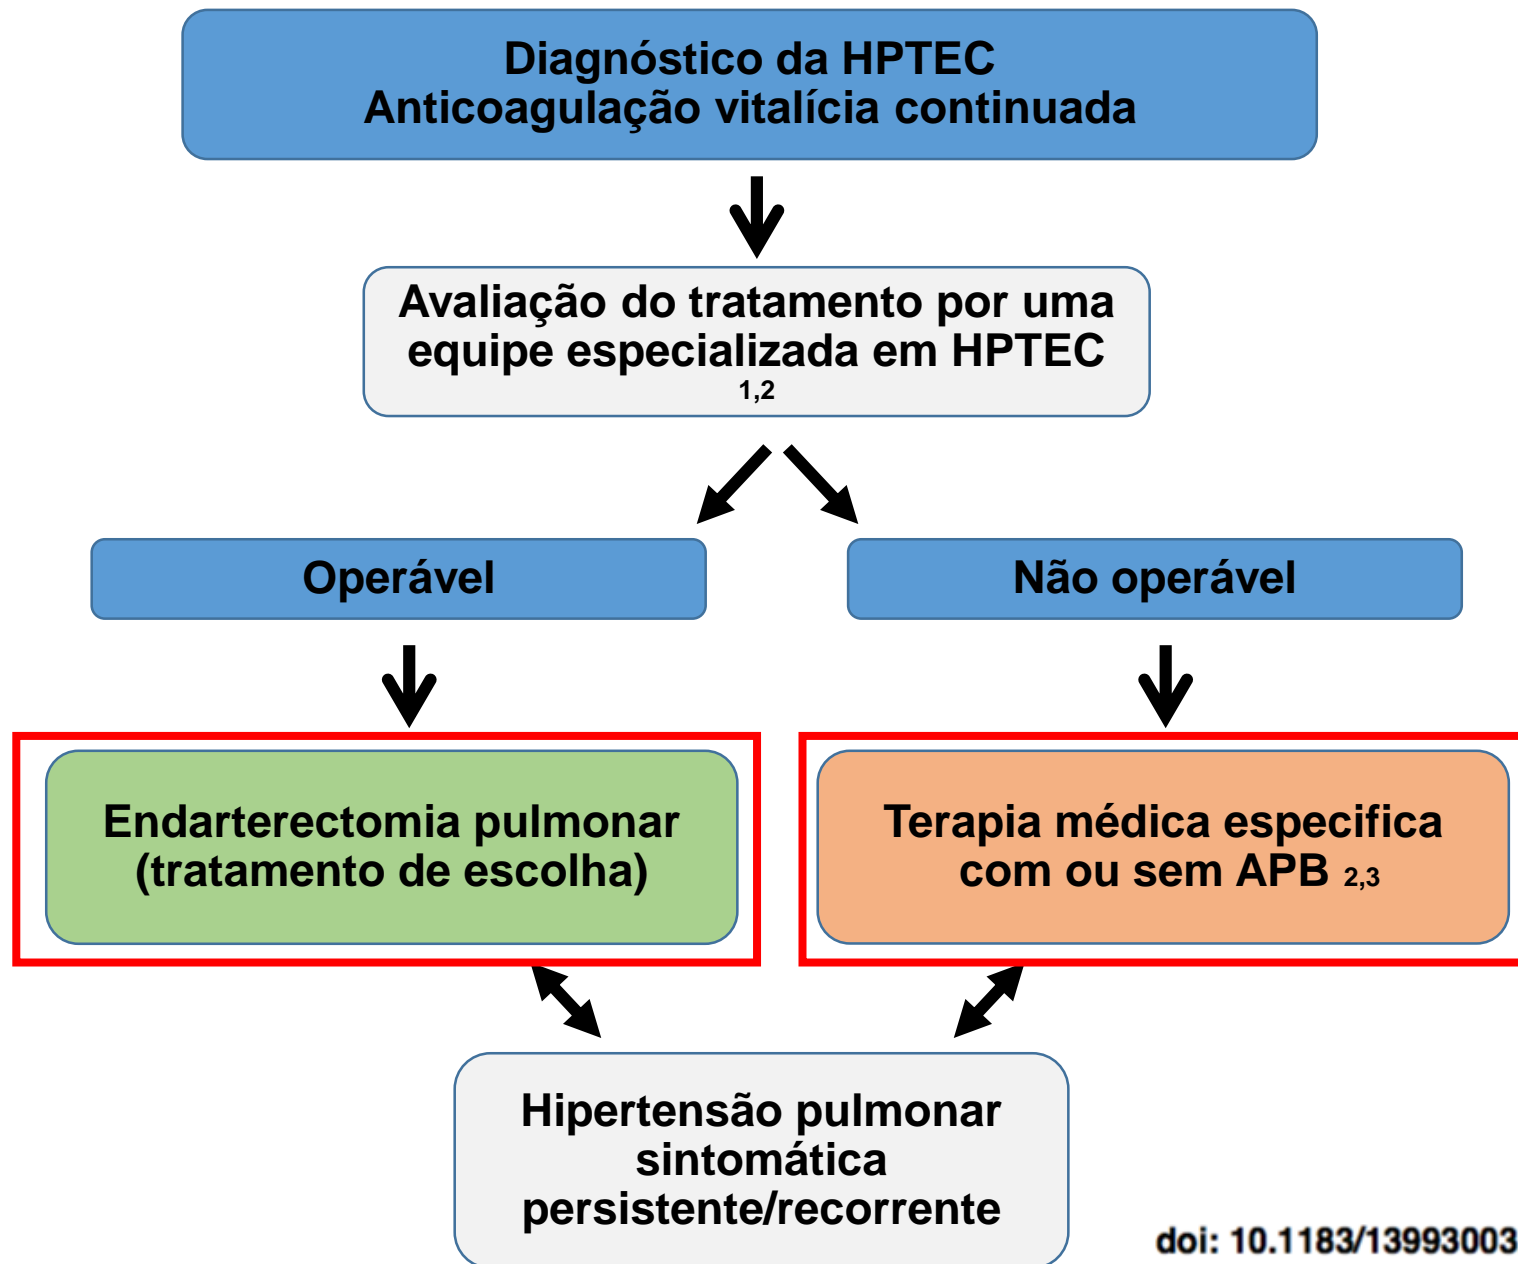 Diagnóstico da HPTEC
Anticoagulação vitalícia continuada
Avaliação do tratamento por uma
equipe especializada em HPTEC
1,2
Operável
Não operável
Endarterectomia pulmonar
(tratamento de escolha)
Terapia médica especifica
com ou sem APB 2,3
Hipertensão pulmonar
sintomática
persistente/recorrente
doi: 10.1183/13993003